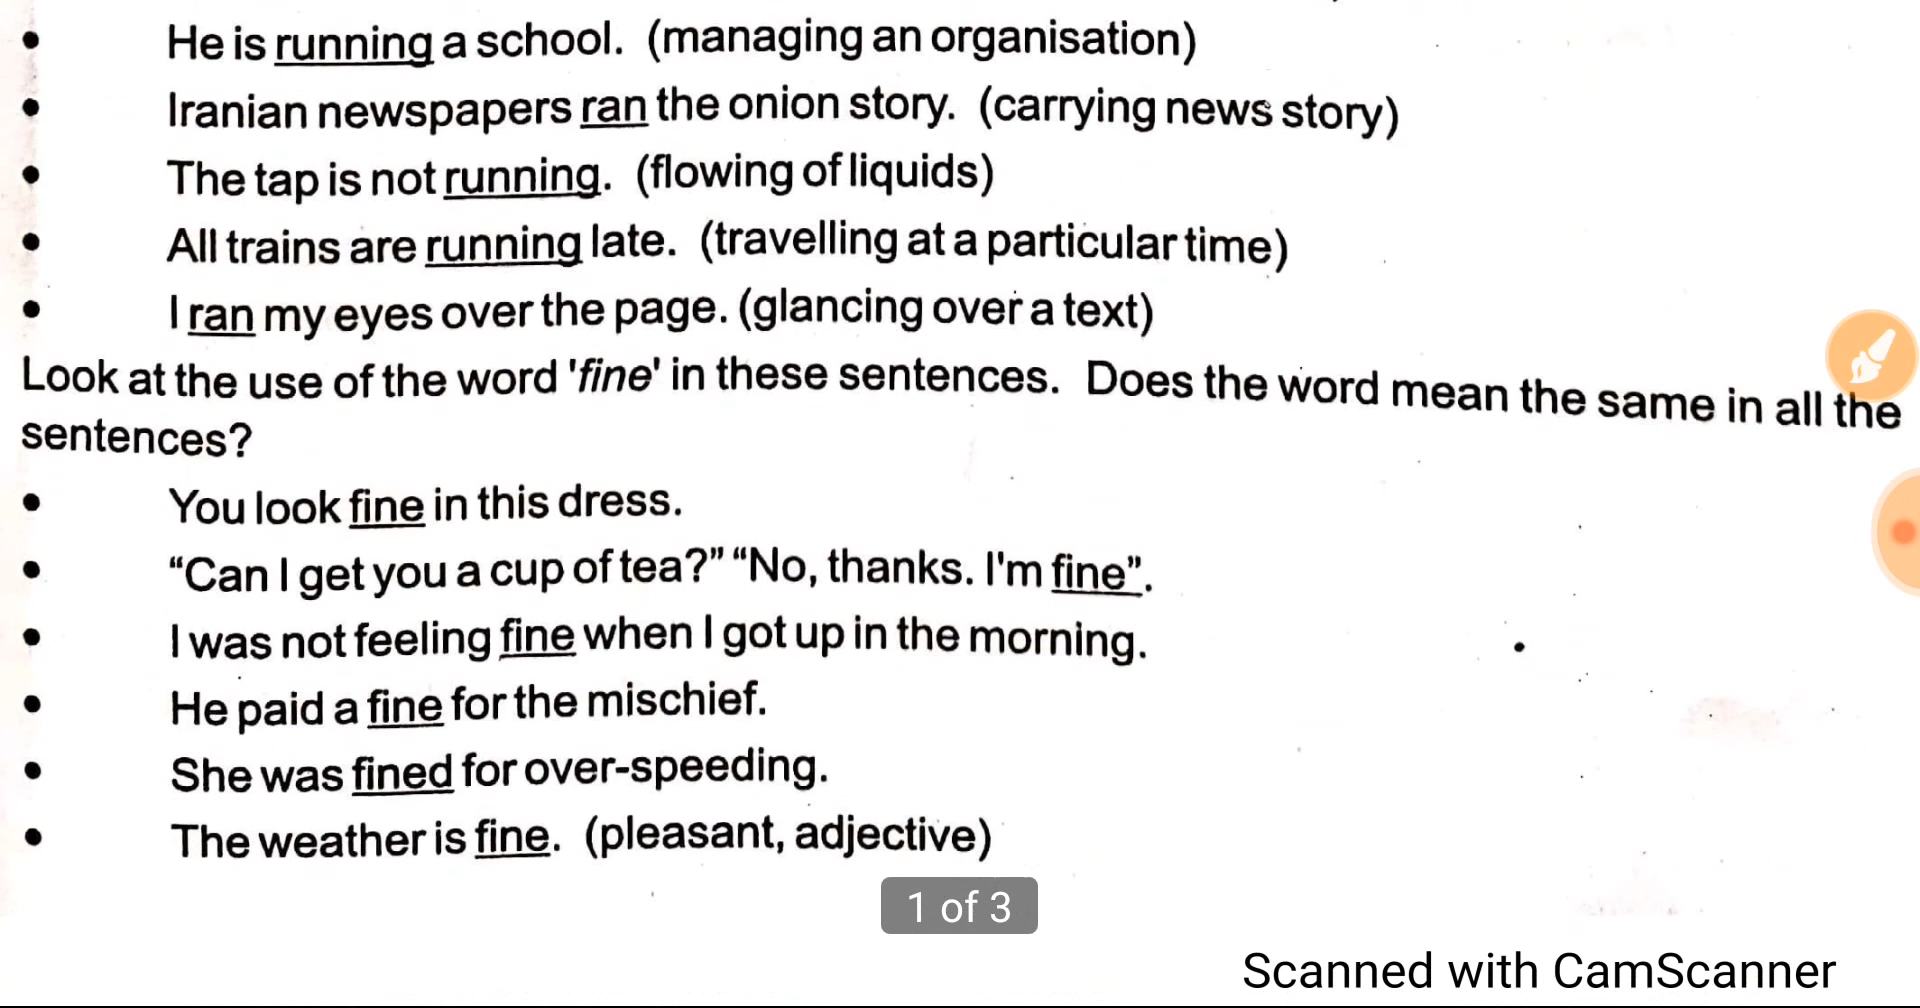 • He is running a school. (managing an organisation)
• Iranian newspapers ran the onion story. (carrying news story)
• The tap is not running. (flowing of liquids)
• All trains are running late. (travelling at a particular time)
• I ran my eyes over the page. (glancing over a text)
Look at the use of the word 'fine' in these sentences. Does the word mean the same in all the
sentences?
• You look fine in this dress.
• “Can I get you a cup of tea?” “No, thanks. I'm fine”.
• I was not feeling fine when I got up in the morning.
• He paid a fine for the mischief.
• She was fined for over-speeding.
• The weather is fine. (pleasant, adjective)
1 of 3
Scanned with CamScanner